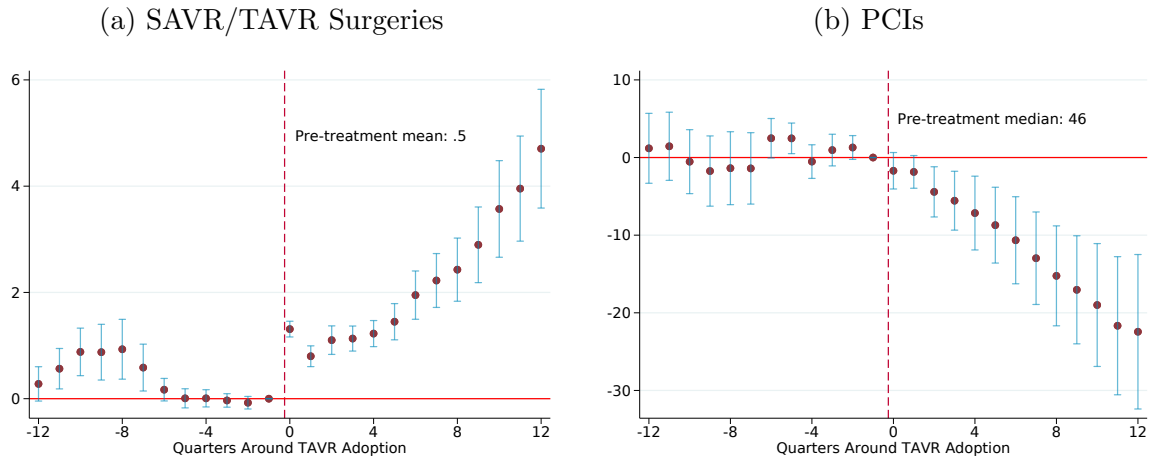 (a) SAVR/TAVR Surgeries
6
4
2
0
Pre-treatment mean: .5
-12 -8 -4 0 4 8 12
Quarters Around TAVR Adoption
(b) PCIs
10
0
-10
-20
-30
Pre-treatment median: 46
-12 -8 -4 0 4 8 12
Quarters Around TAVR Adoption